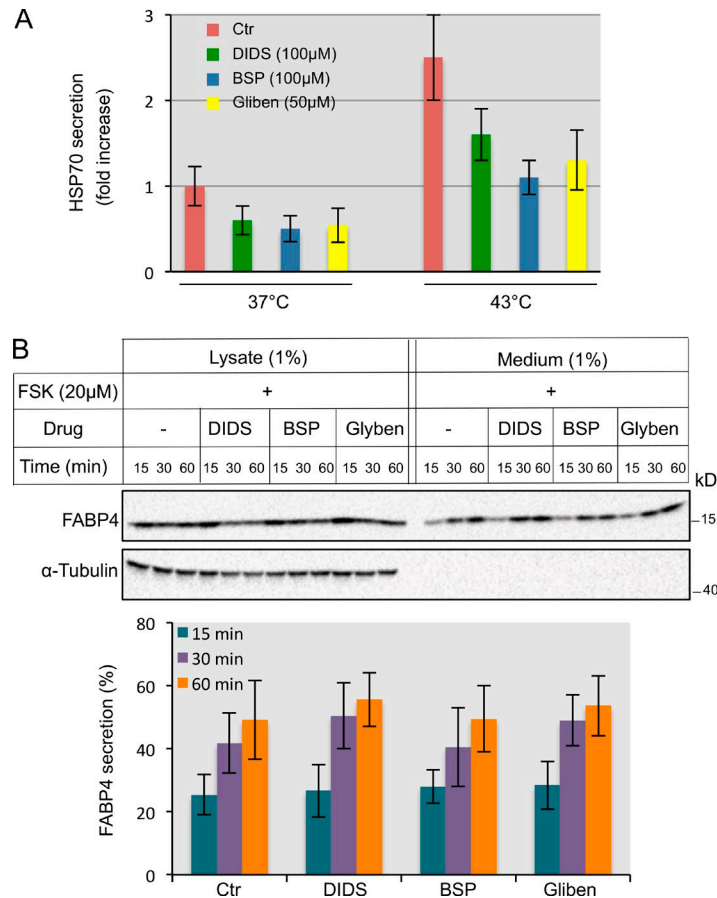 A
3
2
1
0
HSP70 secretion
(fold increase)
Ctr
DIDS (100µM)
BSP (100µM)
Gliben (50µM)
37°C
43°C
B
Lysate (1%)
Medium (1%)
FSK (20µM)
+
+
Drug
-
DIDS
BSP
Glyben
-
DIDS
BSP
Glyben
Time (min)
15 30 60 15 30 60 15 30 60 15 30 60
15 30 60 15 30 60 15 30 60 15 30 60
kD
FABP4
15
α-Tubulin
40
80
60
40
20
0
FABP4 secretion (%)
15 min
30 min
60 min
Ctr
DIDS
BSP
Gliben